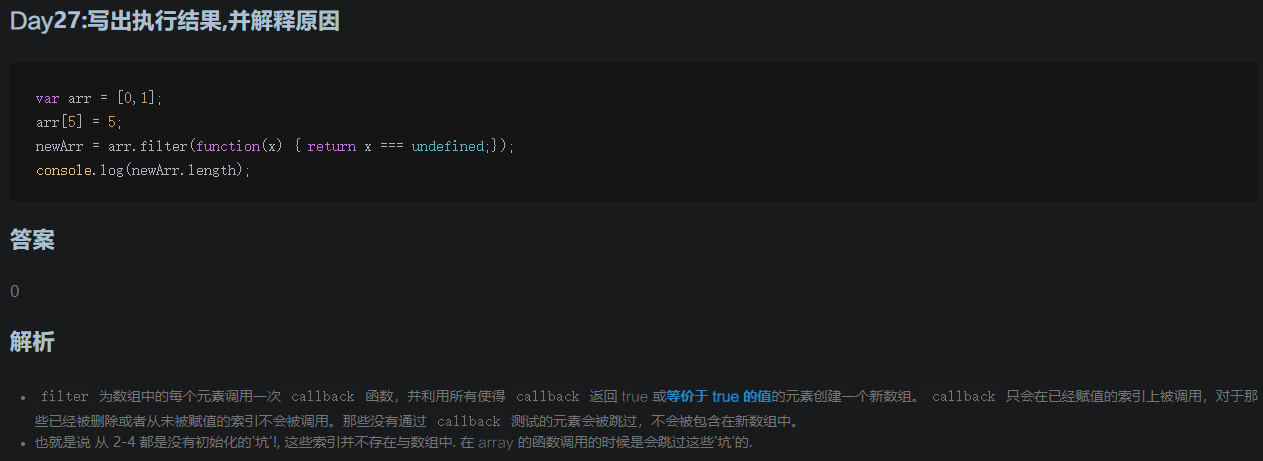 Day27:写出执行结果,并解释原因
var arr = [0,1];
arr[5] = 5;
newArr = arr.filter(function(x) { return x === undefined;});
console.log(newArr.length);
答案
0
解析
• filter 为数组中的每个元素调用一次 callback 函数，并利用所有使得 callback 返回 true 或等价于 true 的值的元素创建一个新数组。 callback 只会在已经赋值的索引上被调用，对于那
些已经被删除或者从未被赋值的索引不会被调用。那些没有通过 callback 测试的元素会被跳过，不会被包含在新数组中。
• 也就是说 从 2-4 都是没有初始化的'坑'!, 这些索引并不存在与数组中. 在 array 的函数调用的时候是会跳过这些'坑'的.